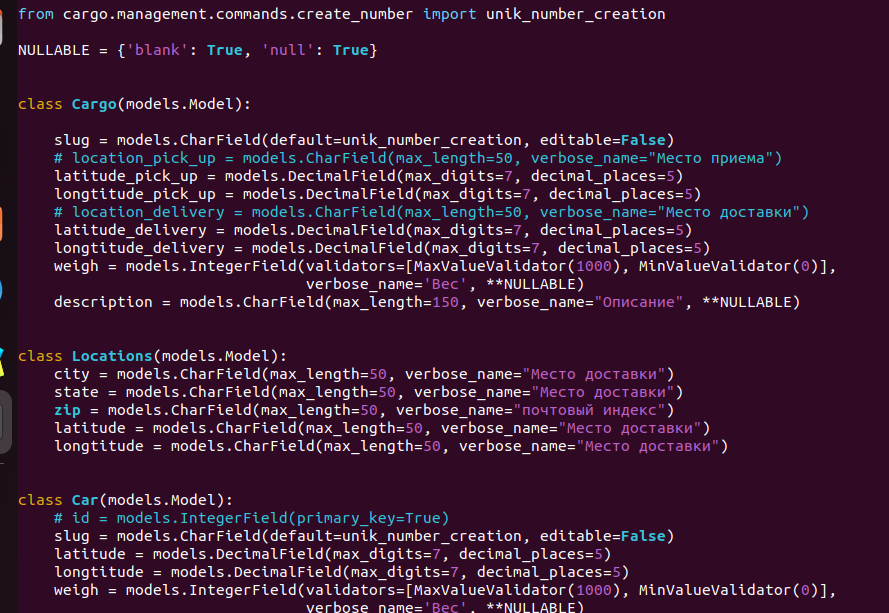 from cargo.management.commands.create_number import unik_number_creation
NULLABLE = {'blank': True, 'null': True}
class Cargo(models.Model):
slug = models.CharField(default=unik_number_creation, editable=False)
# location_pick_up = models.CharField(max_length=50, verbose_name="Место приема")
latitude_pick_up = models.DecimalField(max_digits=7, decimal_places=5)
longtitude_pick_up = models.DecimalField(max_digits=7, decimal_places=5)
# location_delivery = models.CharField(max_length=50, verbose_name="Место доставки")
latitude_delivery = models.DecimalField(max_digits=7, decimal_places=5)
longtitude_delivery = models.DecimalField(max_digits=7, decimal_places=5)
weigh = models.IntegerField(validators=[MaxValueValidator(1000), MinValueValidator(0)],
verbose_name='Вес', **NULLABLE)
description = models.CharField(max_length=150, verbose_name="Описание", **NULLABLE)
class Locations(models.Model):
city = models.CharField(max_length=50, verbose_name="Место доставки")
state = models.CharField(max_length=50, verbose_name="Место доставки")
zip = models.CharField(max_length=50, verbose_name="почтовый индекс")
latitude = models.CharField(max_length=50, verbose_name="Место доставки")
longtitude = models.CharField(max_length=50, verbose_name="Место доставки")
class Car(models.Model):
# id = models.IntegerField(primary_key=True)
slug = models.CharField(default=unik_number_creation, editable=False)
latitude = models.DecimalField(max_digits=7, decimal_places=5)
longtitude = models.DecimalField(max_digits=7, decimal_places=5)
weigh = models.IntegerField(validators=[MaxValueValidator(1000), MinValueValidator(0)],
verbose_name='Вес', **NULLABLE)